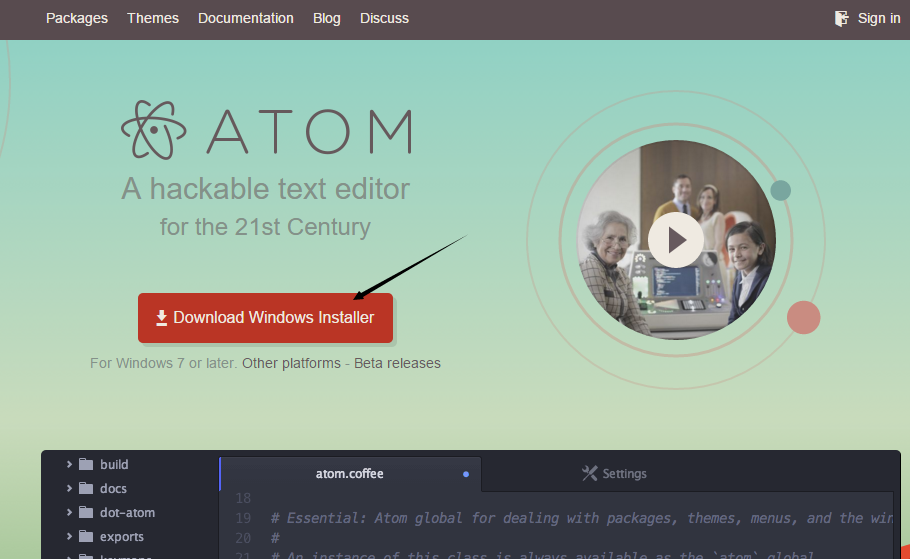 Packages Themes Documentation Blog Discuss Sign in
ATOM
A hackable text editor
for the 21st Century
Download Windows Installer
For Windows 7 or later. Other platforms - Beta releases
build
docs
dot-atom
exports
atom.coffee Settings
18
19 # Essential: Atom global for dealing with packages, themes, menus, and the win
20 #
21 # An instance of this class is always available as the `atom` global